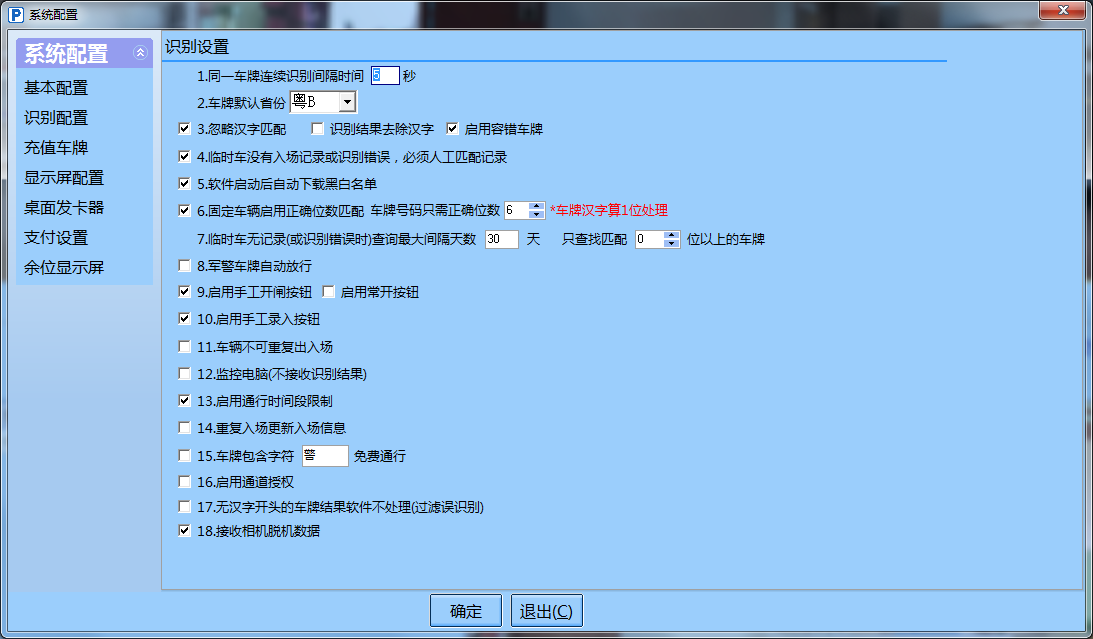 系统配置
系统配置
基本配置
识别配置
充值车牌
显示屏配置
桌面发卡器
支付设置
余位显示屏
识别设置
1.同一车牌连续识别间隔时间 5 秒
2.车牌默认省份 粤B
3.忽略汉字匹配 识别结果去除汉字 启用容错车牌
4.临时车没有入场记录或识别错误，必须人工匹配记录
5.软件启动后自动下载黑白名单
6.固定车辆启用正确位数匹配 车牌号码只需正确位数 6 *车牌汉字算1位处理
7.临时车无记录(或识别错误时)查询最大间隔天数 30 天 只查找匹配 0 位以上的车牌
8.军警车牌自动放行
9.启用手工开闸按钮 启用常开按钮
10.启用手工录入按钮
11.车辆不可重复出入场
12.监控电脑(不接收识别结果)
13.启用通行时间段限制
14.重复入场更新入场信息
15.车牌包含字符 警 免费通行
16.启用通道授权
17.无汉字开头的车牌结果软件不处理(过滤误识别)
18.接收相机脱机数据
确定 退出(C)